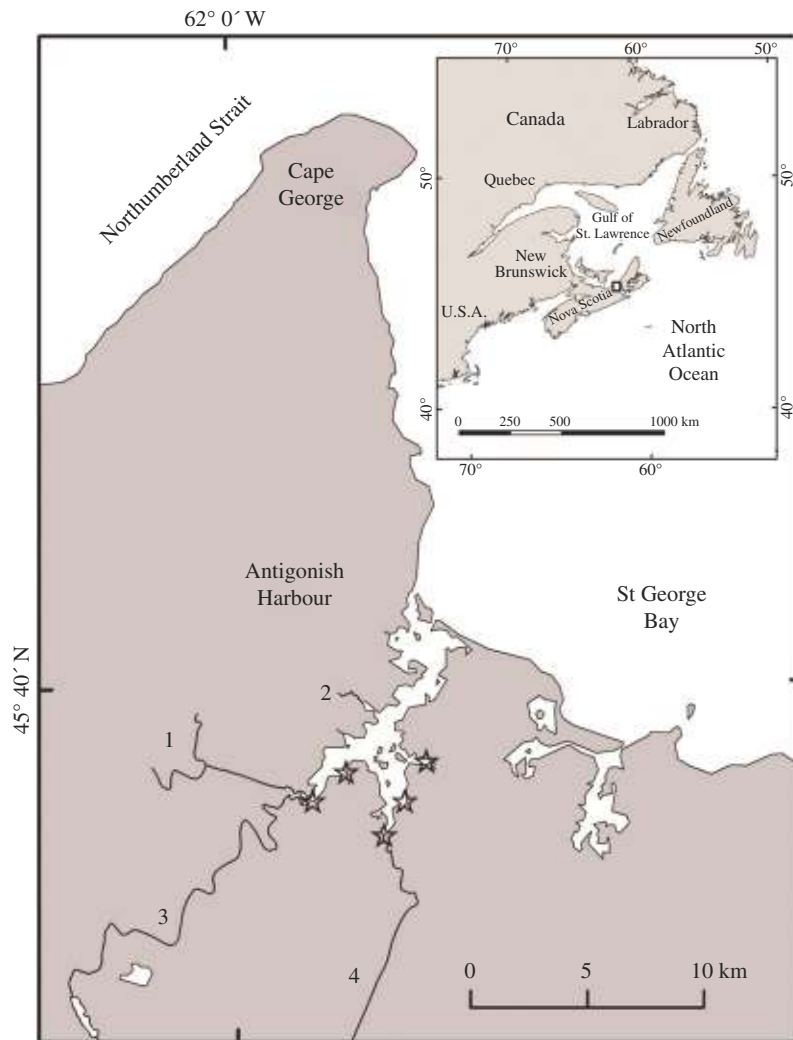 62° 0´ W
Northumberland Strait
Cape
George
70°
60°
50°
Canada
Labrador
50°
50°
Quebec
Gulf of
St. Lawrence
Newfoundland
New
Brunswick
U.S.A.
Nova Scotia
North
Atlantic
Ocean
40°
40°
0 250 500 1000 km
70°
60°
Antigonish
Harbour
St George
Bay
45° 40´ N
2
1
3
4
0 5 10 km